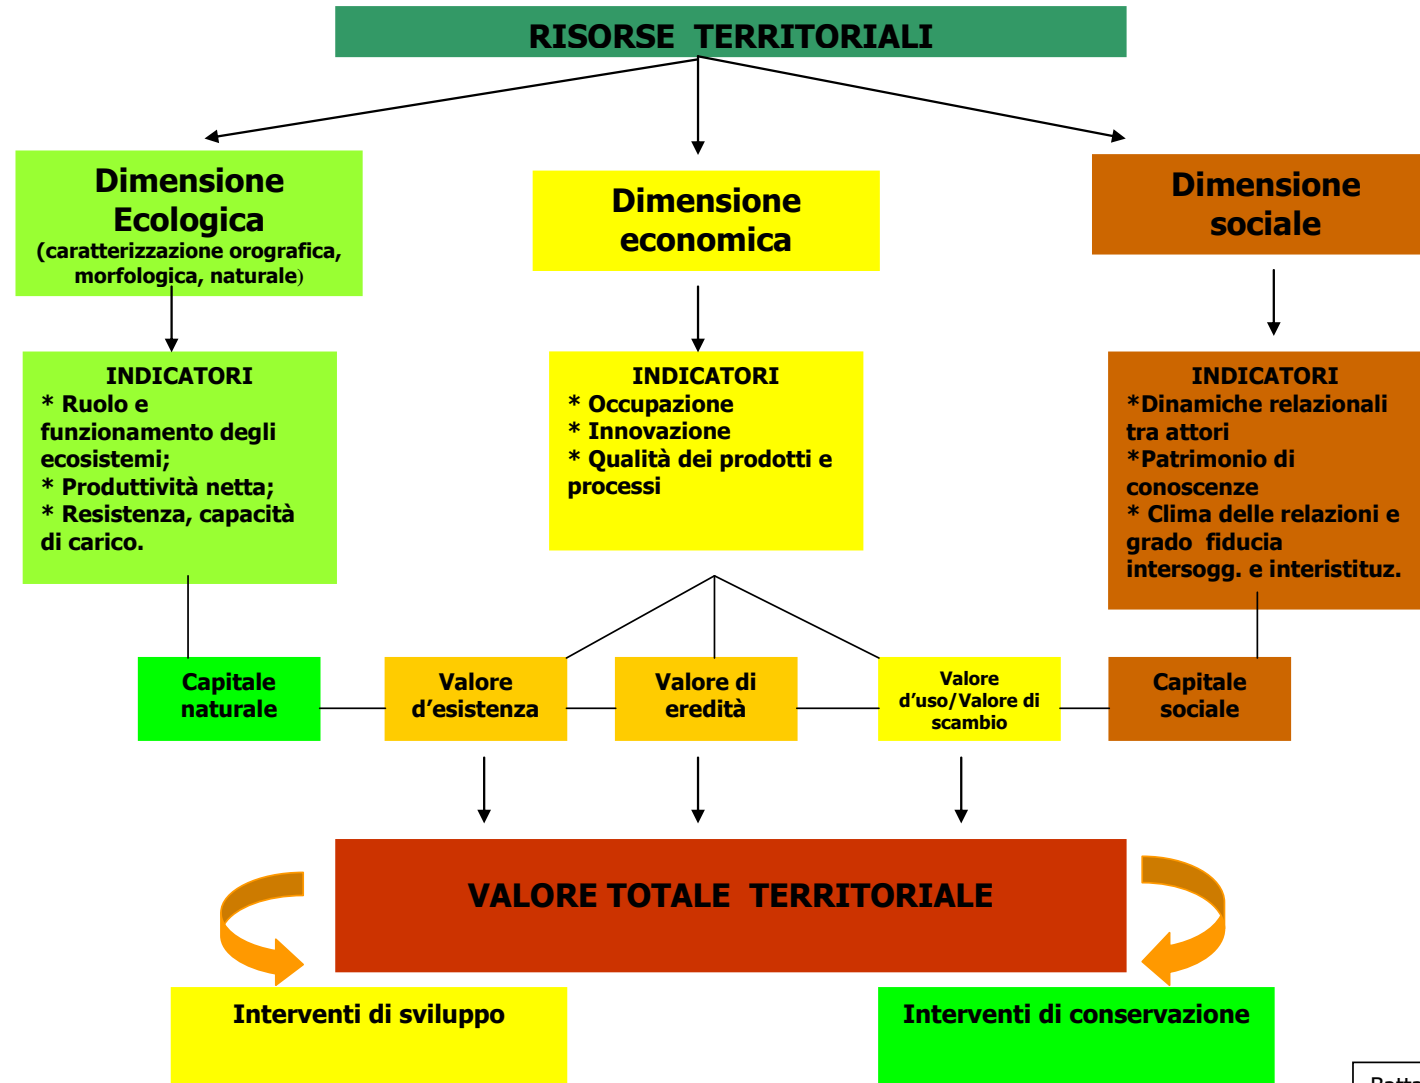 RISORSE TERRITORIALI
Dimensione
Ecologica
(caratterizzazione orografica,
morfologica, naturale)
Dimensione
economica
Dimensione
sociale
INDICATORI
* Ruolo e
funzionamento degli
ecosistemi;
* Produttività netta;
* Resistenza, capacità
di carico.
INDICATORI
* Occupazione
* Innovazione
* Qualità dei prodotti e
processi
INDICATORI
*Dinamiche relazionali
tra attori
*Patrimonio di
conoscenze
* Clima delle relazioni e
grado fiducia
intersogg. e interistituz.
Capitale
naturale
Valore
d'esistenza
Valore di
eredità
Valore
d'uso/Valore di
scambio
Capitale
sociale
VALORE TOTALE TERRITORIALE
Interventi di sviluppo
Interventi di conservazione